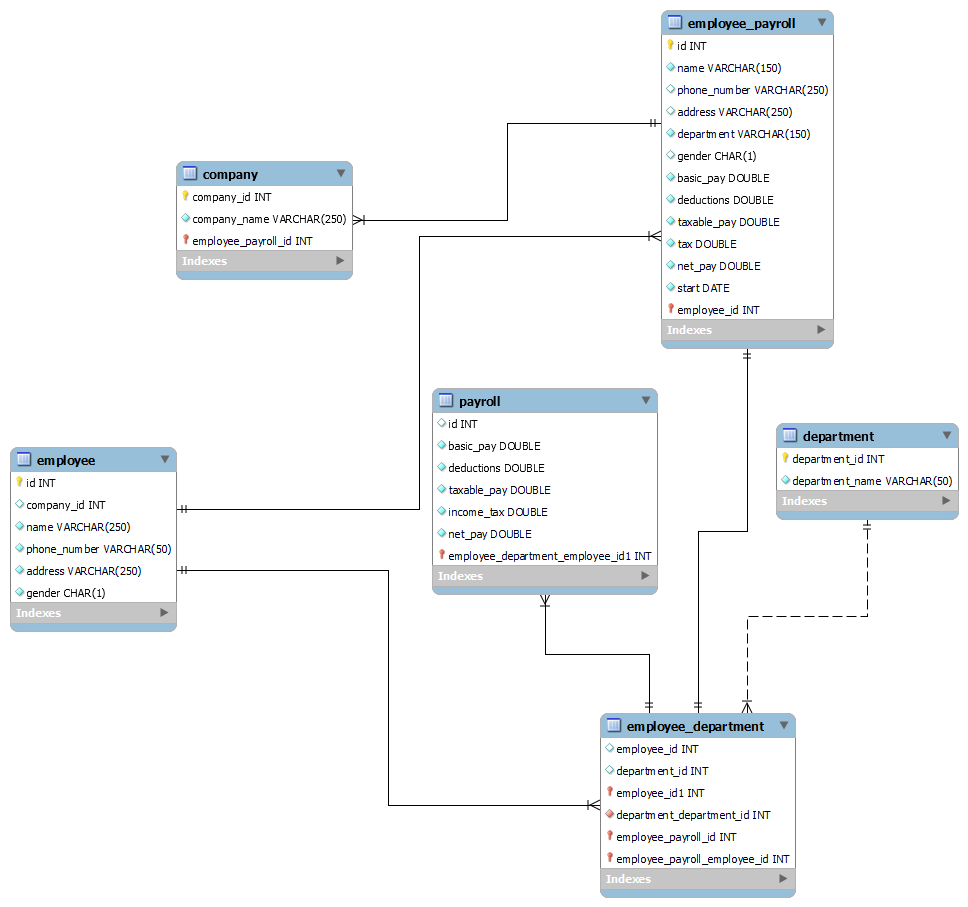 employee_payroll
id INT
name VARCHAR(150)
phone_number VARCHAR(250)
address VARCHAR(250)
department VARCHAR(150)
gender CHAR(1)
basic_pay DOUBLE
deductions DOUBLE
taxable_pay DOUBLE
tax DOUBLE
net_pay DOUBLE
start DATE
employee_id INT
Indexes
company
company_id INT
company_name VARCHAR(250)
employee_payroll_id INT
Indexes
payroll
id INT
basic_pay DOUBLE
deductions DOUBLE
taxable_pay DOUBLE
income_tax DOUBLE
net_pay DOUBLE
employee_department_employee_id1 INT
Indexes
department
department_id INT
department_name VARCHAR(50)
Indexes
employee
id INT
company_id INT
name VARCHAR(250)
phone_number VARCHAR(50)
address VARCHAR(250)
gender CHAR(1)
Indexes
employee_department
employee_id INT
department_id INT
employee_id1 INT
department_department_id INT
employee_payroll_id INT
employee_payroll_employee_id INT
Indexes